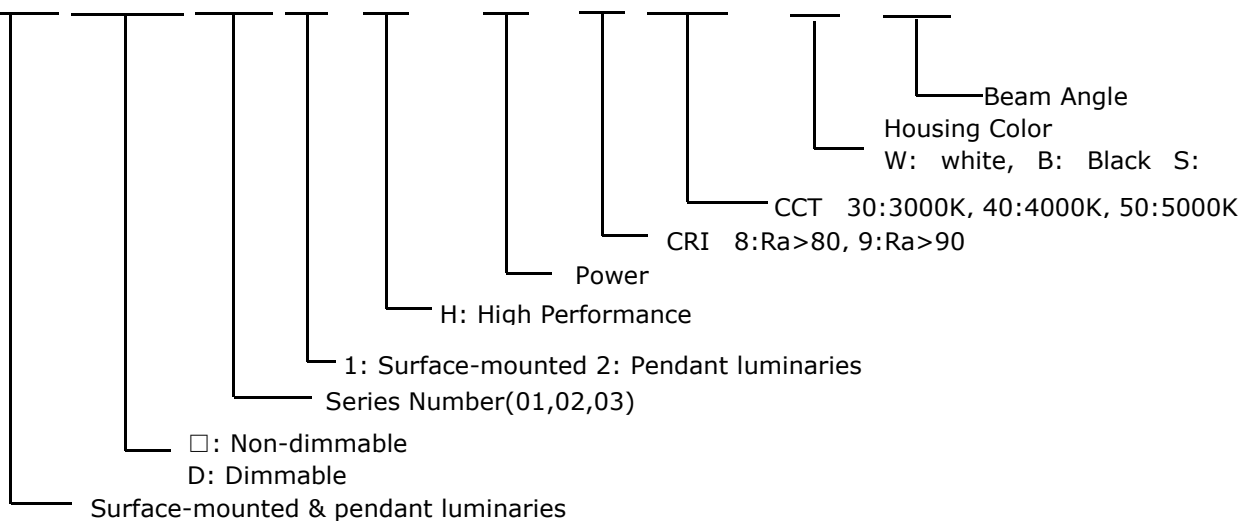 Beam Angle
Housing Color
W: white, B: Black S:
CCT 30:3000K, 40:4000K, 50:5000K
CRI 8:Ra>80, 9:Ra>90
Power
H: High Performance
1: Surface-mounted 2: Pendant luminaries
Series Number(01,02,03)
□: Non-dimmable
D: Dimmable
Surface-mounted & pendant luminaries